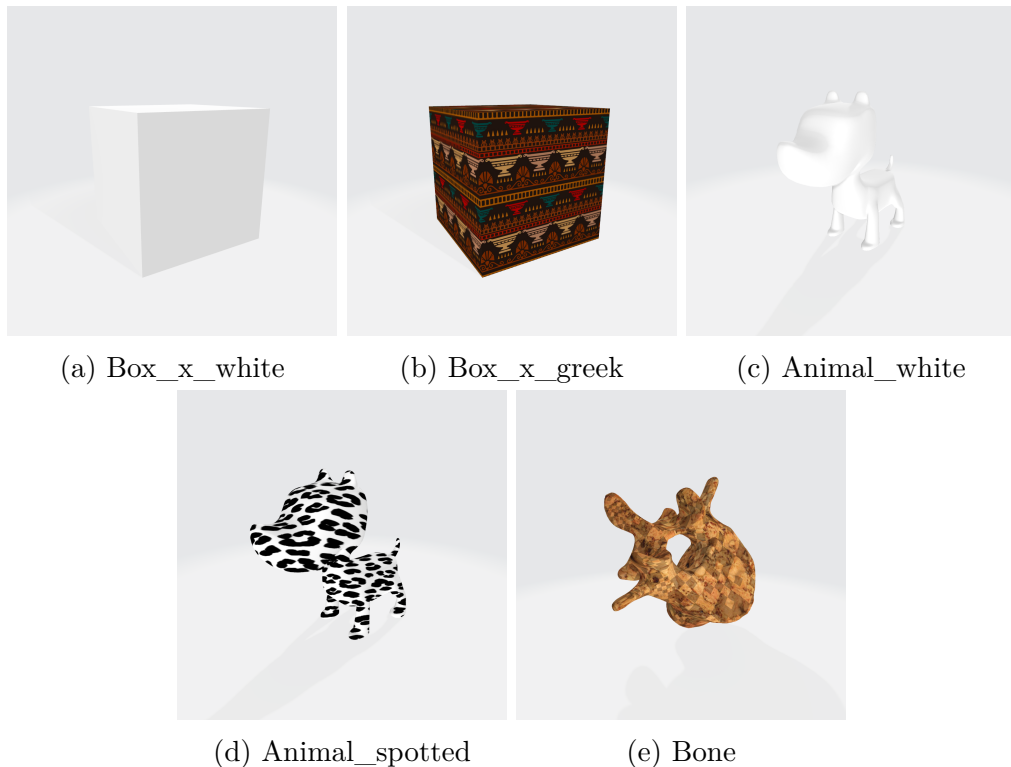 (a) Box_x_white
(b) Box_x_greek
(c) Animal_white
(d) Animal_spotted
(e) Bone